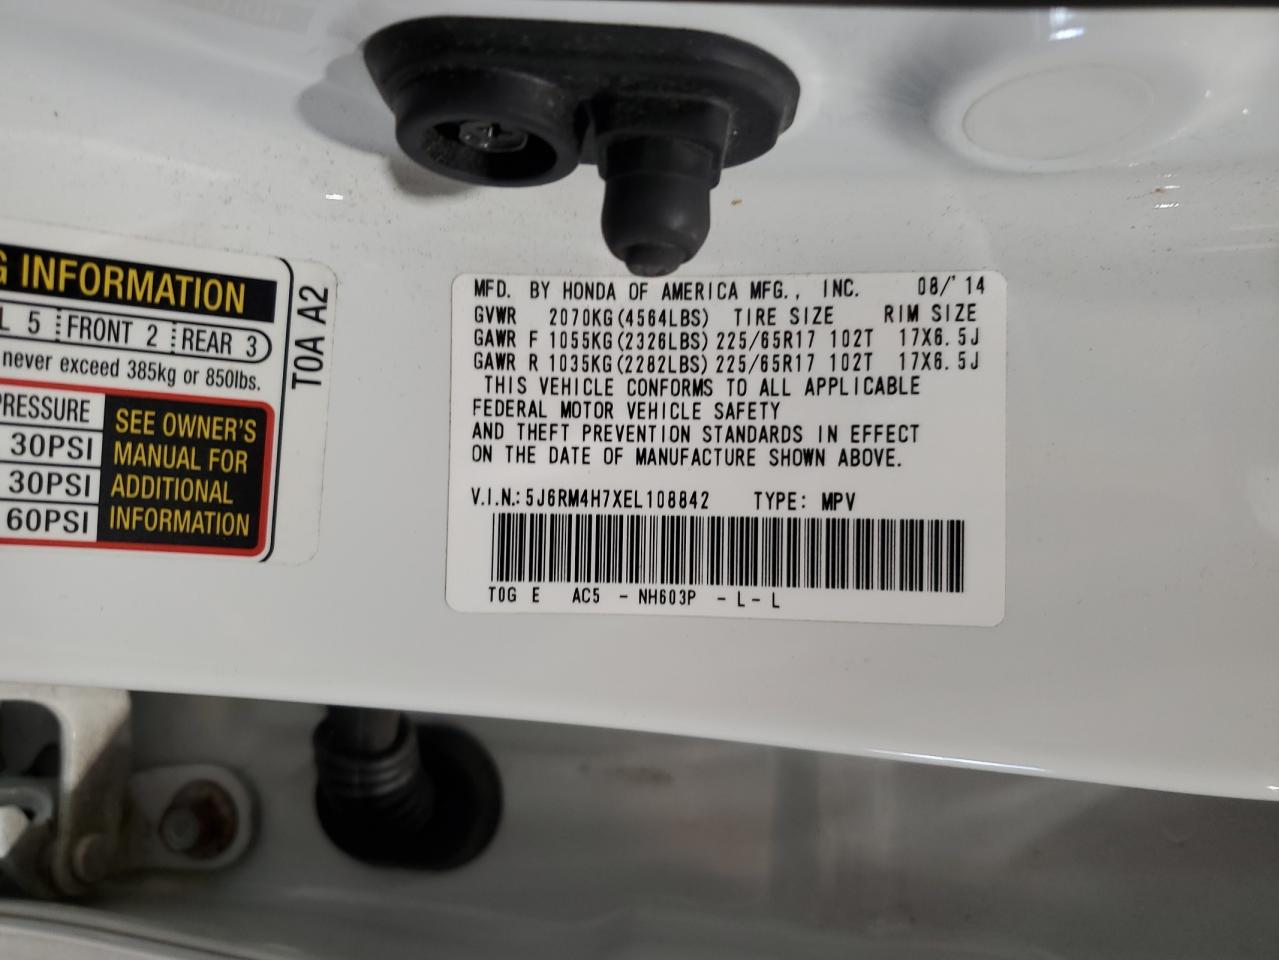 G INFORMATION
L 5 FRONT 2 REAR 3
never exceed 385kg or 850lbs.
PRESSURE
30PSI
30PSI
60PSI
SEE OWNER'S
MANUAL FOR
ADDITIONAL
INFORMATION
T0A A2
MFD. BY HONDA OF AMERICA MFG., INC. 08/'14
GVWR 2070KG(4564LBS) TIRE SIZE RIM SIZE
GAWR F 1055KG(2326LBS) 225/65R17 102T 17X6.5J
GAWR R 1035KG(2282LBS) 225/65R17 102T 17X6.5J
THIS VEHICLE CONFORMS TO ALL APPLICABLE
FEDERAL MOTOR VEHICLE SAFETY
AND THEFT PREVENTION STANDARDS IN EFFECT
ON THE DATE OF MANUFACTURE SHOWN ABOVE.
V.I.N.: 5J6RM4H7XEL108842 TYPE: MPV
T0G E AC5 - NH603P - L - L